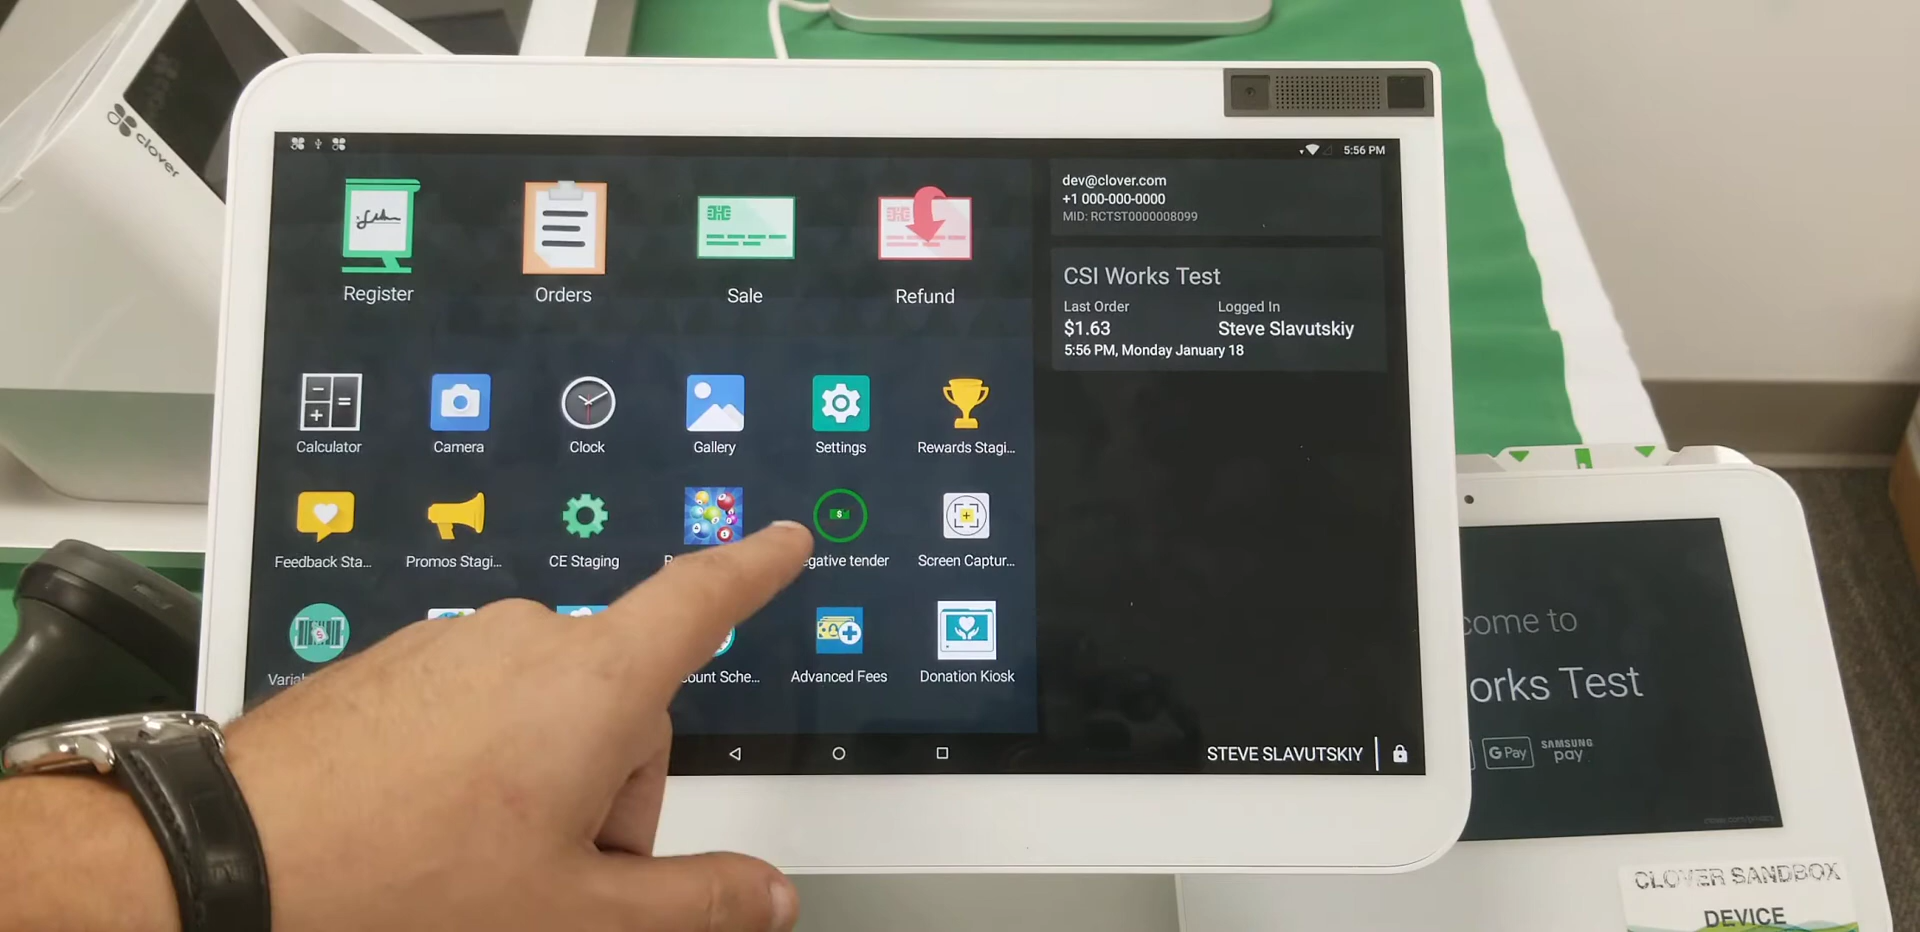 clover
5:56 PM
dev@clover.com
+1 000-000-0000
MID: RCTST0000008099
Register
Orders
Sale
Refund
CSI Works Test
Last Order
Logged In
$1.63
Steve Slavutskiy
5:56 PM, Monday January 18
Calculator
Camera
Clock
Gallery
Settings
Rewards Stagi...
Feedback Sta...
Promos Stagi...
CE Staging
egative tender
Screen Captur...
Variab
ount Sche...
Advanced Fees
Donation Kiosk
STEVE SLAVUTSKIY
come to
orks Test
G Pay
SAMSUNG
pay
CLOVER SANDBOX
DEVICE